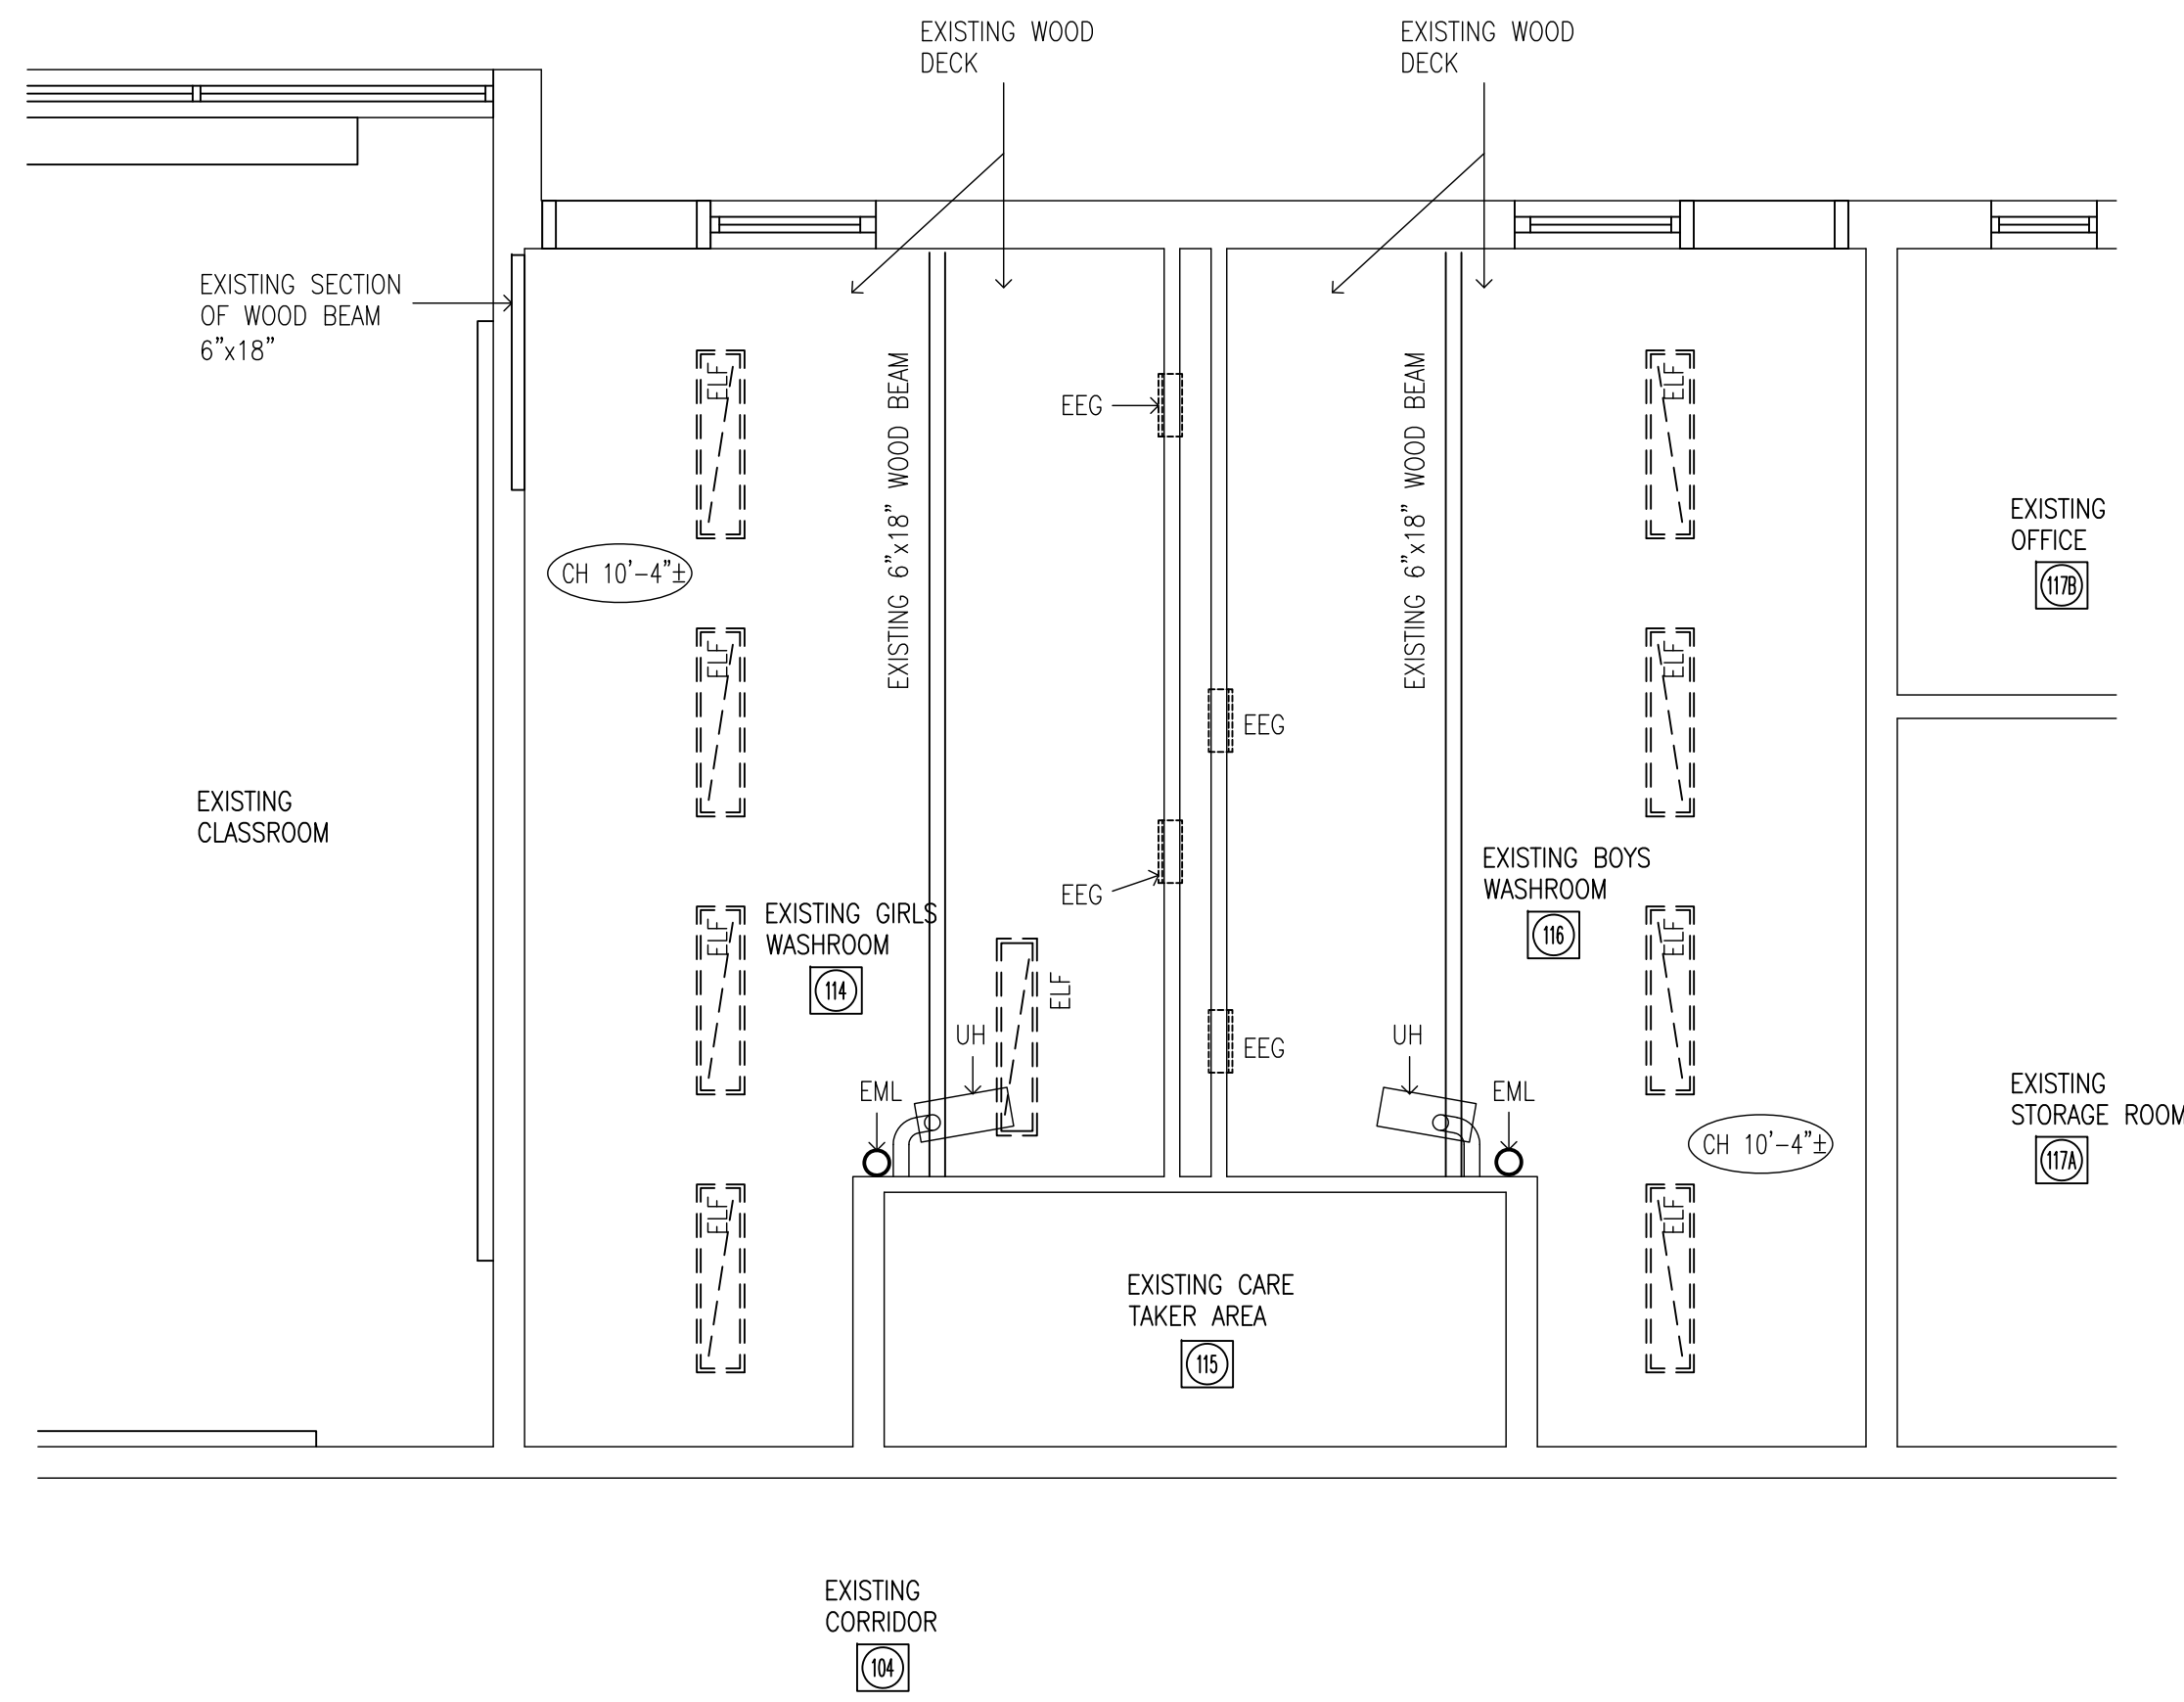 EXISTING WOOD
DECK
EXISTING WOOD
DECK
EXISTING SECTION
OF WOOD BEAM
6"x18"
ELF
EXISTING 6"x18" WOOD BEAM
EEG
EXISTING 6"x18" WOOD BEAM
ELF
EXISTING
OFFICE
117B
CH 10'-4"±
ELF
EEG
ELF
EXISTING
CLASSROOM
EXISTING BOYS
WASHROOM
116
EEG
ELF
EXISTING GIRLS
WASHROOM
114
ELF
ELF
UH
EEG
UH
EML
EML
CH 10'-4"±
EXISTING
STORAGE ROOM
117A
ELF
ELF
EXISTING CARE
TAKER AREA
115
EXISTING
CORRIDOR
104